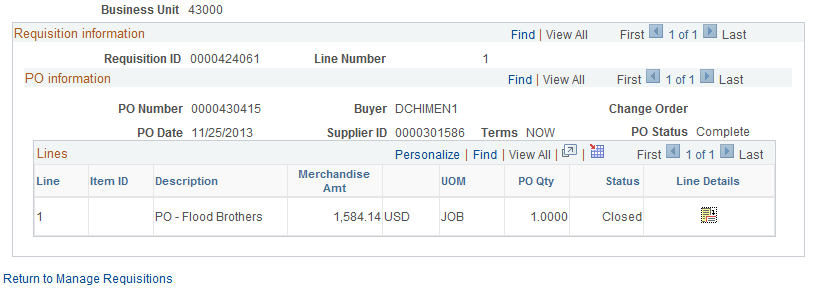 Business Unit 43000
Requisition information Find | View All First 1 of 1 Last
Requisition ID 0000424061 Line Number 1
PO information Find | View All First 1 of 1 Last
PO Number 0000430415 Buyer DCHIMEN1 Change Order
PO Date 11/25/2013 Supplier ID 0000301586 Terms NOW PO Status Complete
Lines Personalize | Find | View All | | First 1 of 1 Last
Line Item ID Description Merchandise Amt UOM PO Qty Status Line Details
1 PO - Flood Brothers 1,584.14 USD JOB 1.0000 Closed
Return to Manage Requisitions